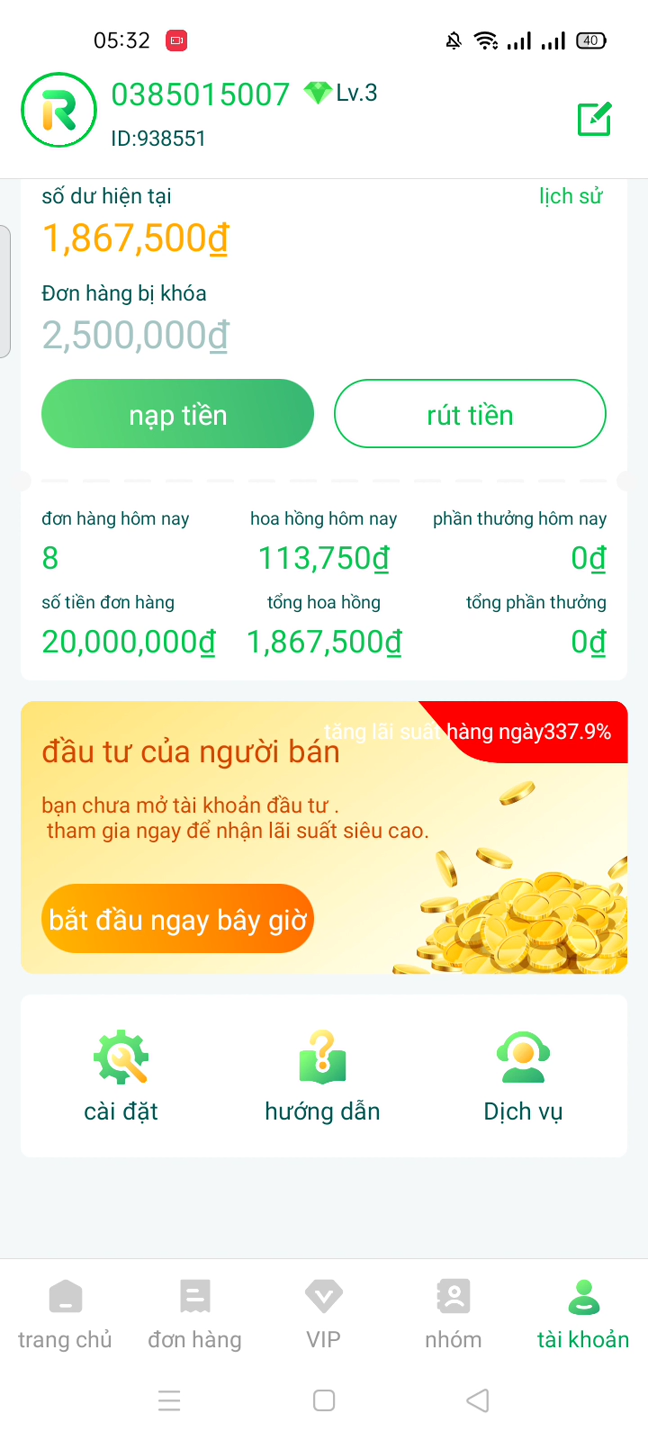 05:32
40
0385015007 Lv.3
ID:938551
số dư hiện tại lịch sử
1,867,500₫
Đơn hàng bị khóa
2,500,000₫
nạp tiền rút tiền
đơn hàng hôm nay hoa hồng hôm nay phần thưởng hôm nay
8 113,750₫ 0₫
số tiền đơn hàng tổng hoa hồng tổng phần thưởng
20,000,000₫ 1,867,500₫ 0₫
tăng lãi suất hàng ngày337.9%
đầu tư của người bán
bạn chưa mở tài khoản đầu tư .
tham gia ngay để nhận lãi suất siêu cao.
bắt đầu ngay bây giờ
cài đặt hướng dẫn Dịch vụ
trang chủ đơn hàng VIP nhóm tài khoản